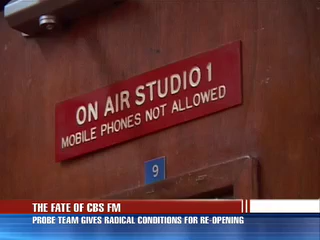 ON AIR STUDIO 1
MOBILE PHONES NOT ALLOWED
9
THE FATE OF CBS FM
PROBE TEAM GIVES RADICAL CONDITIONS FOR RE-OPENING